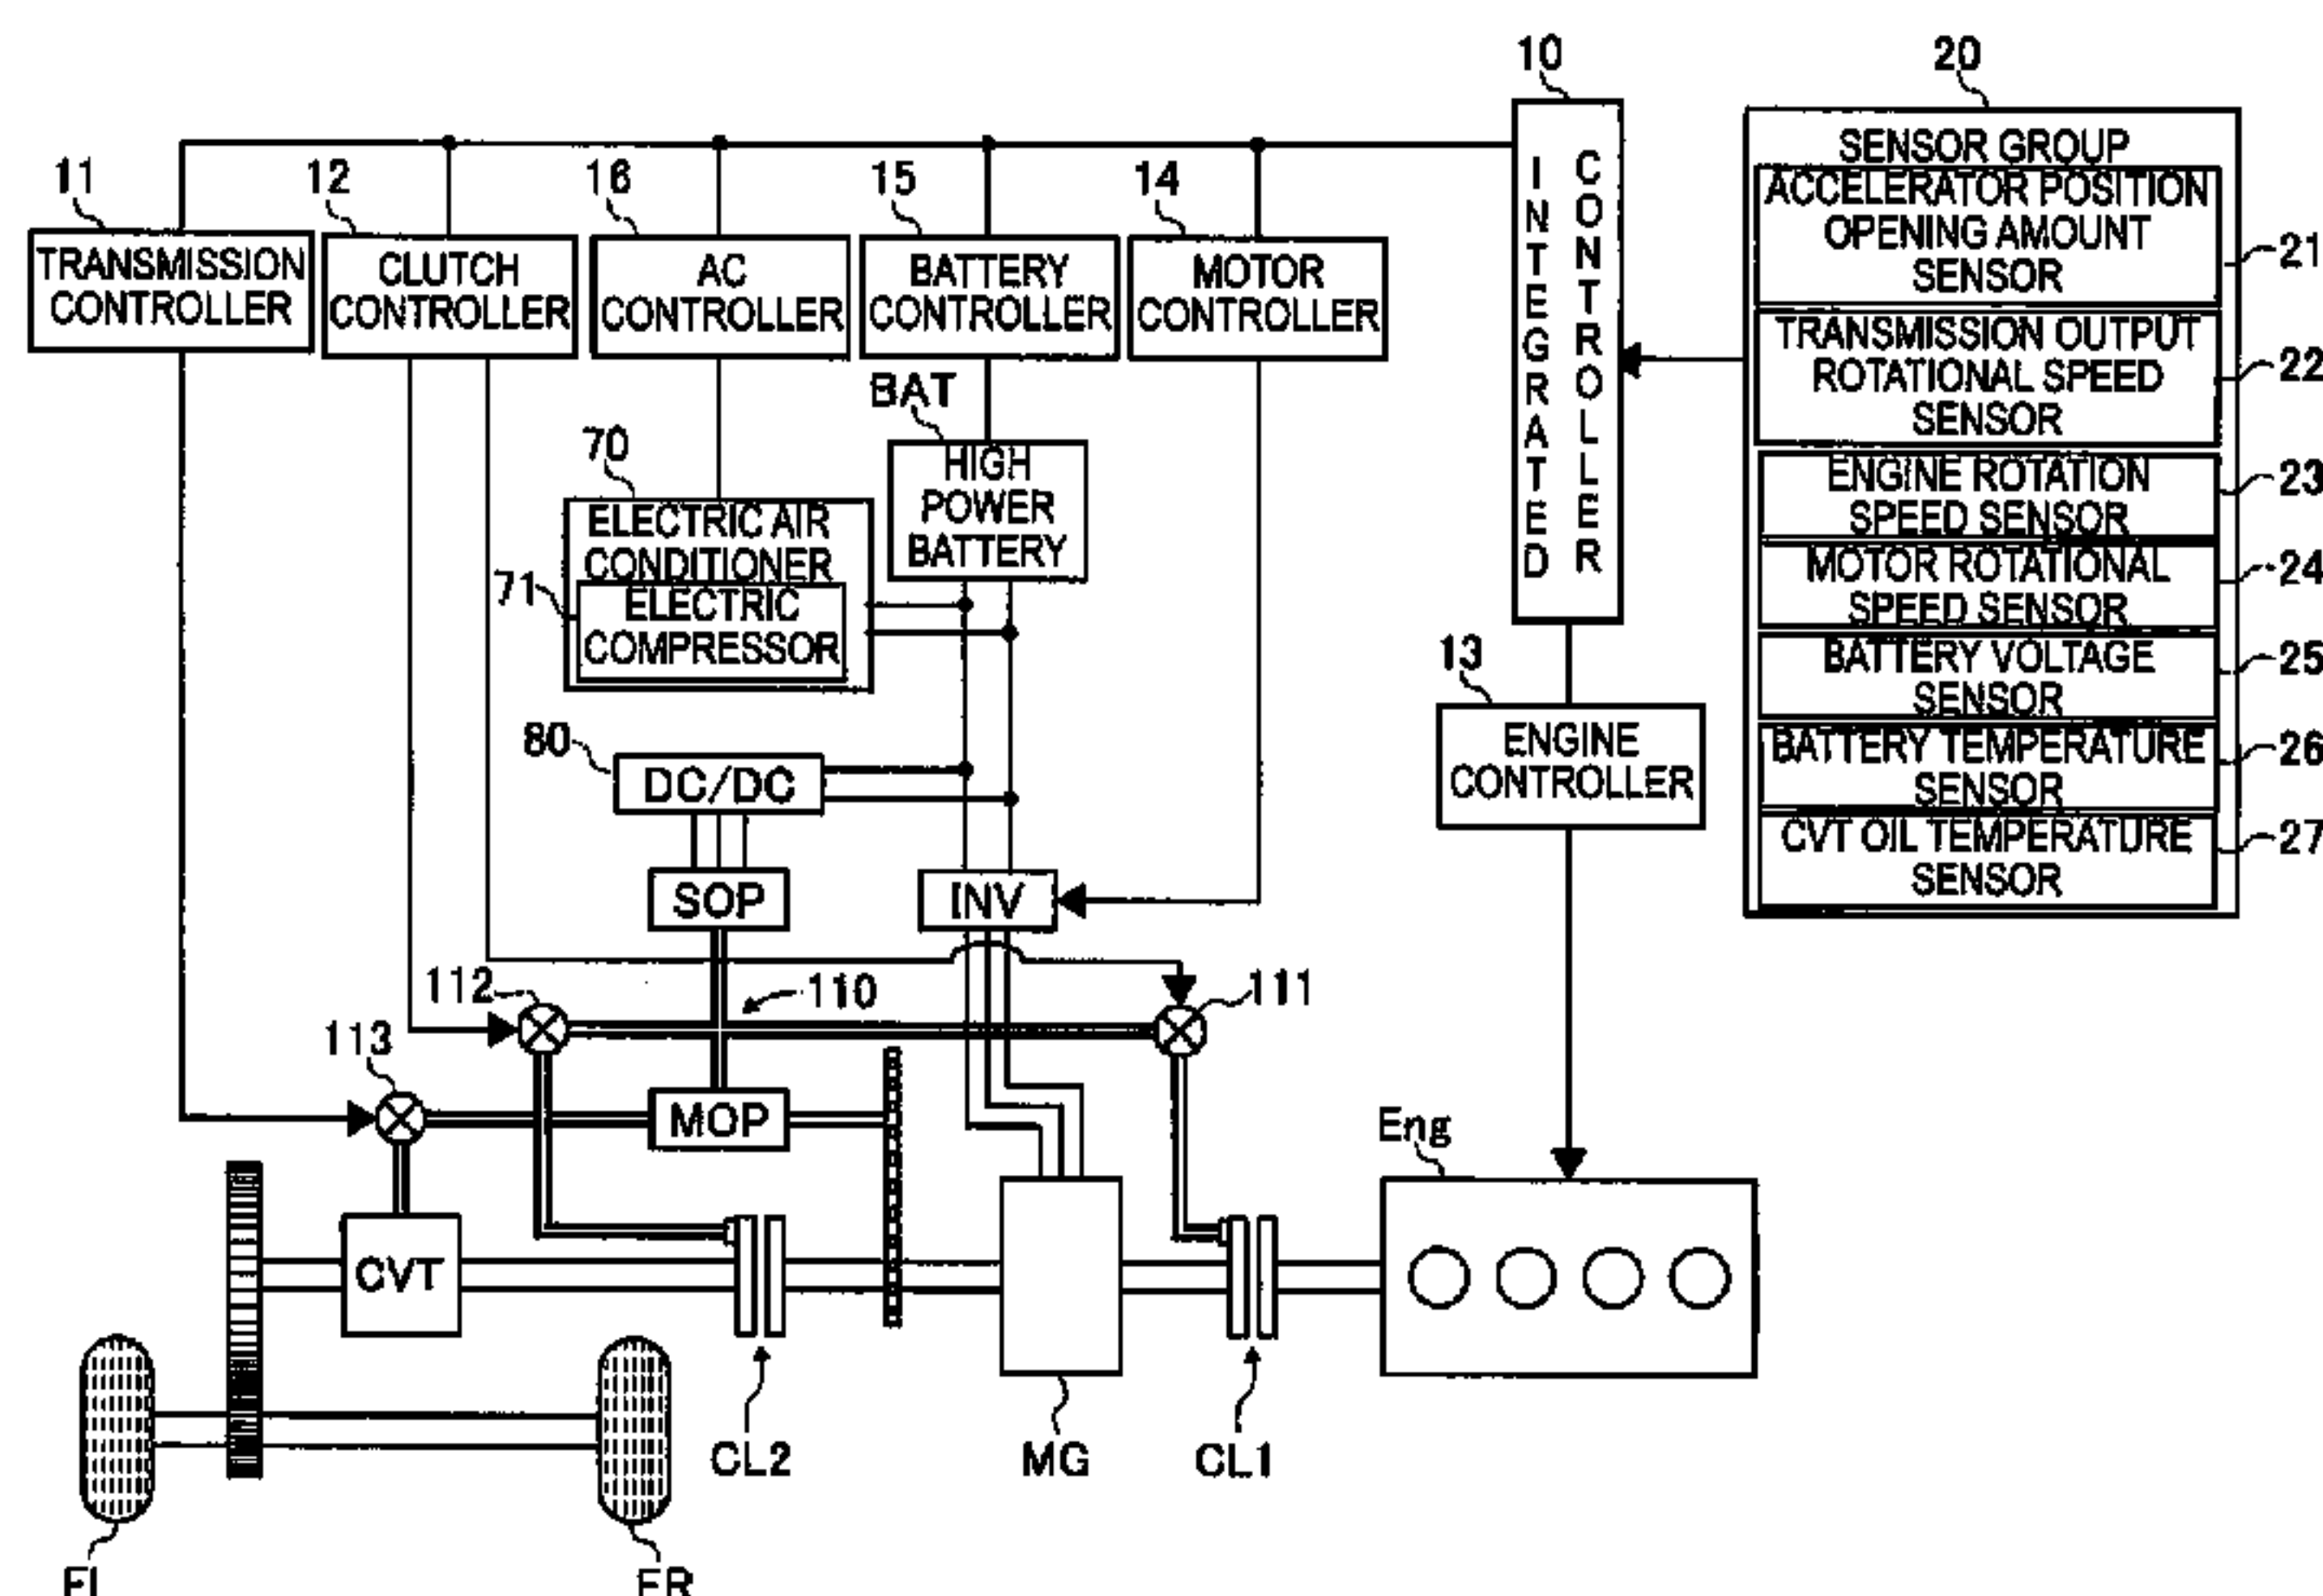 10
20
SENSOR GROUP
ACCELERATOR POSITION
OPENING AMOUNT
SENSOR
21
TRANSMISSION OUTPUT
ROTATIONAL SPEED
SENSOR
22
ENGINE ROTATION
SPEED SENSOR
23
MOTOR ROTATIONAL
SPEED SENSOR
24
BATTERY VOLTAGE
SENSOR
25
BATTERY TEMPERATURE
SENSOR
26
CVT OIL TEMPERATURE
SENSOR
27
INTEGRATED
CONTROLLER
11
TRANSMISSION
CONTROLLER
12
CLUTCH
CONTROLLER
16
AC
CONTROLLER
15
BATTERY
CONTROLLER
14
MOTOR
CONTROLLER
BAT
HIGH
POWER
BATTERY
70
ELECTRIC AIR
CONDITIONER
71
ELECTRIC
COMPRESSOR
13
ENGINE
CONTROLLER
80
DC/DC
SOP
INV
112
110
111
113
MOP
Eng
CVT
CL2
MG
CL1
FL
FR